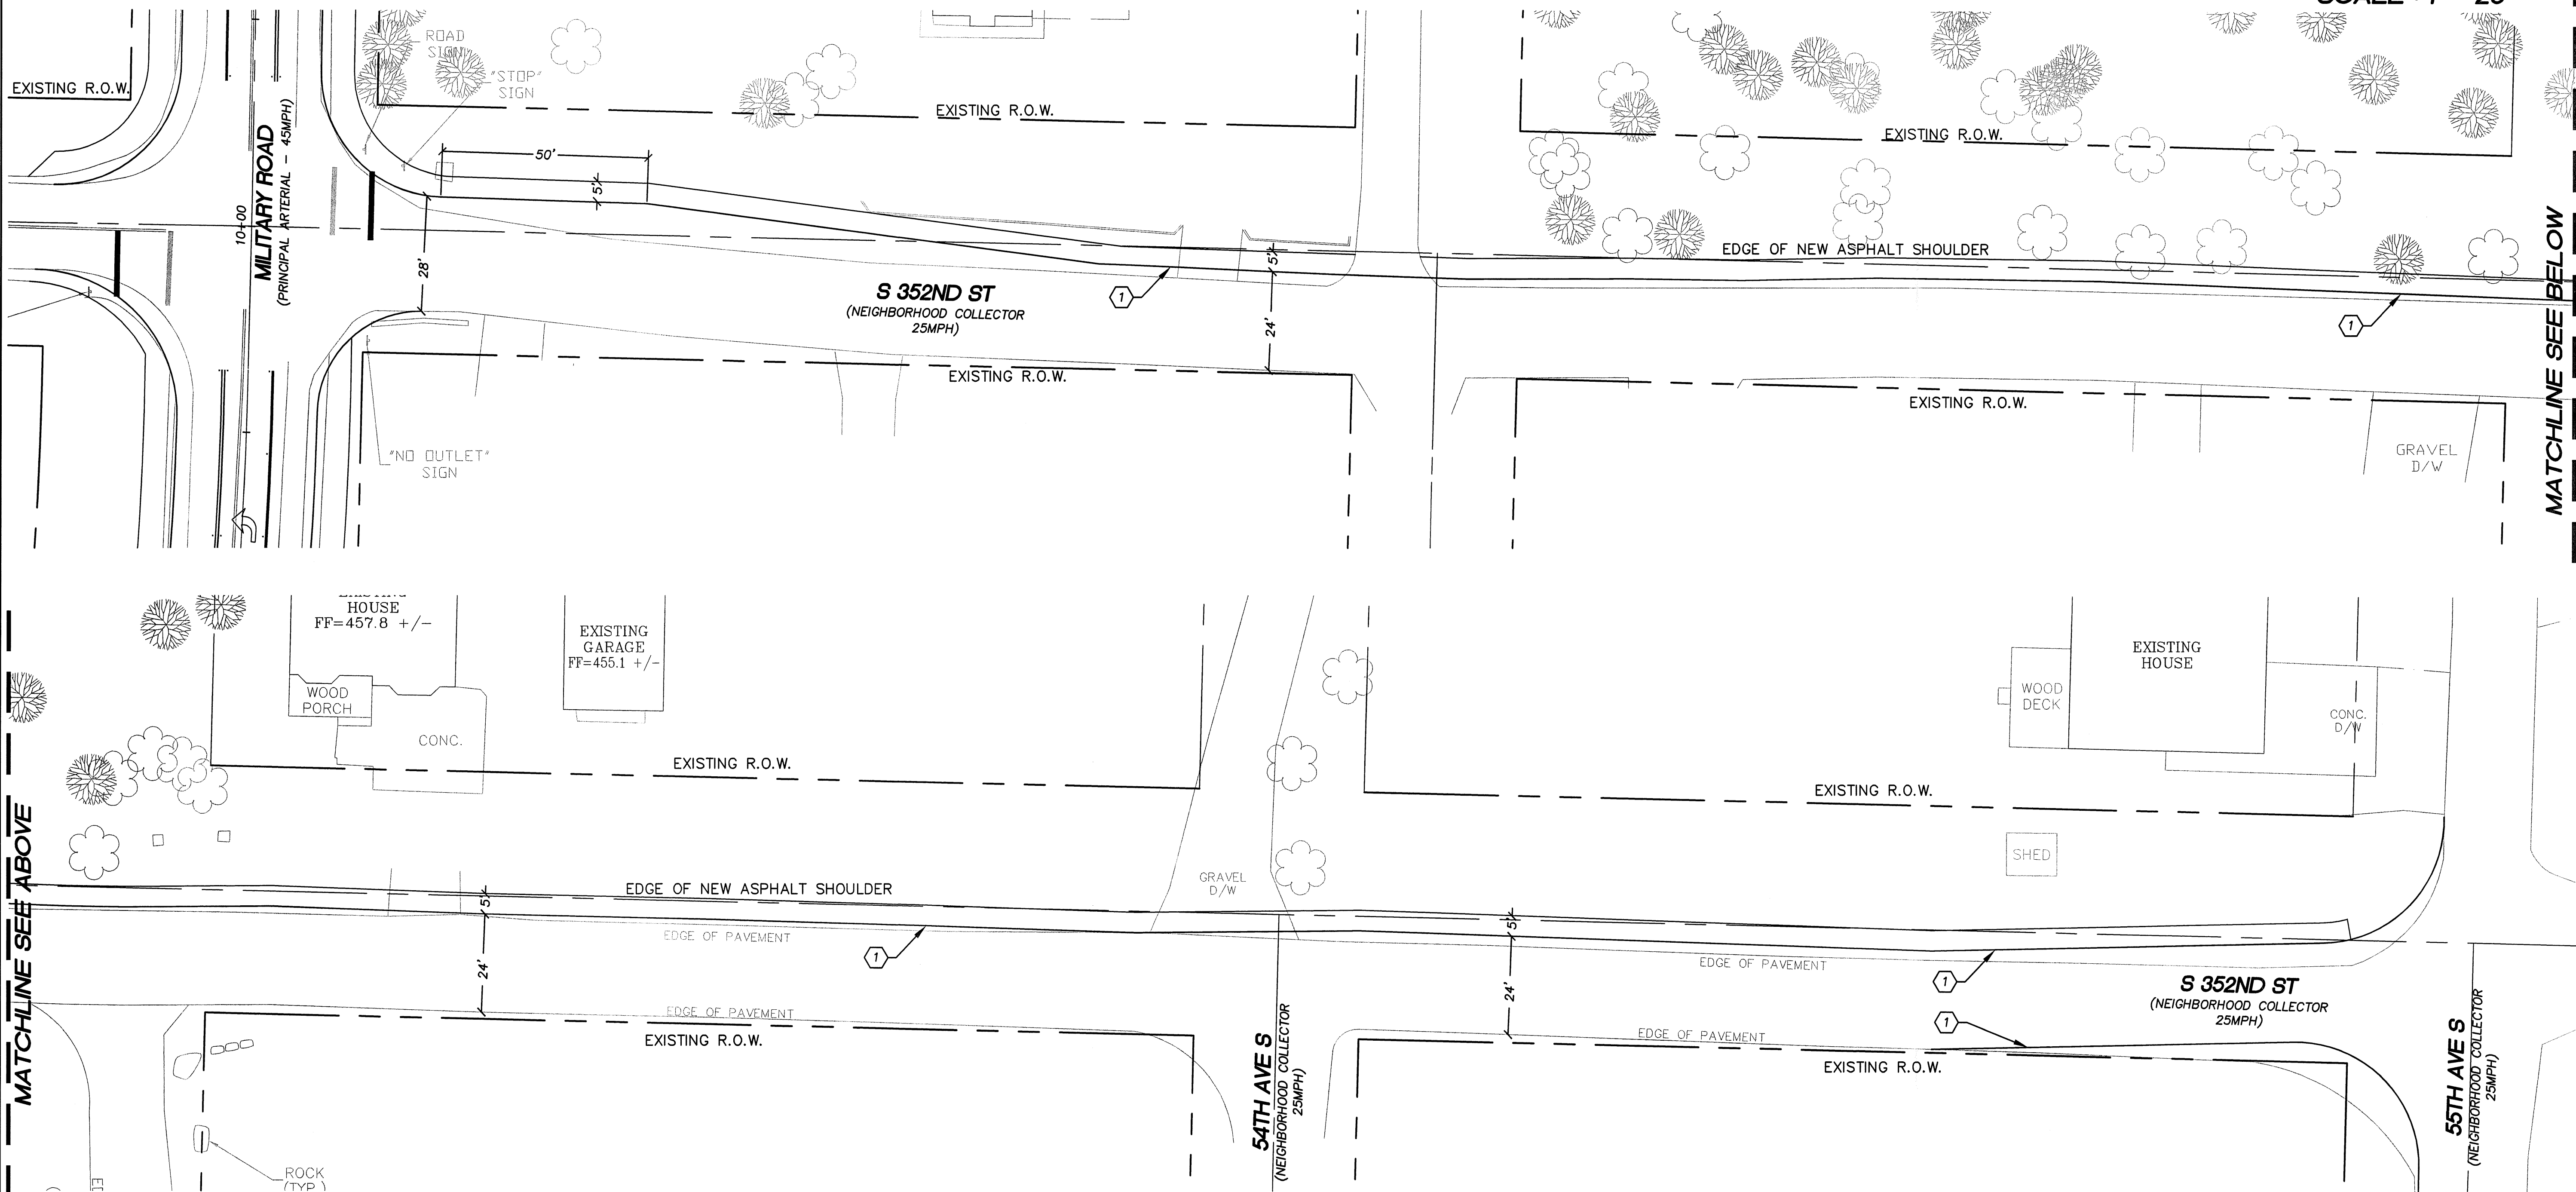 ROAD
SIGN
"STOP"
SIGN
EXISTING R.O.W.
EXISTING R.O.W.
EXISTING R.O.W.
MILITARY ROAD
(PRINCIPAL ARTERIAL - 45MPH)
10+00
50'
5'
28'
S 352ND ST
(NEIGHBORHOOD COLLECTOR
25MPH)
1
5'
24'
EDGE OF NEW ASPHALT SHOULDER
1
MATCHLINE SEE BELOW
EXISTING R.O.W.
EXISTING R.O.W.
"NO OUTLET"
SIGN
GRAVEL
D/W
HOUSE
FF=457.8 +/-
EXISTING
GARAGE
FF=455.1 +/-
WOOD
PORCH
CONC.
EXISTING
HOUSE
WOOD
DECK
CONC.
D/W
EXISTING R.O.W.
EXISTING R.O.W.
SHED
MATCHLINE SEE ABOVE
GRAVEL
D/W
5'
EDGE OF NEW ASPHALT SHOULDER
5'
EDGE OF PAVEMENT
1
24'
24'
EDGE OF PAVEMENT
1
S 352ND ST
(NEIGHBORHOOD COLLECTOR
25MPH)
1
EDGE OF PAVEMENT
EXISTING R.O.W.
EDGE OF PAVEMENT
EXISTING R.O.W.
54TH AVE S
(NEIGHBORHOOD COLLECTOR
25MPH)
55TH AVE S
(NEIGHBORHOOD COLLECTOR
25MPH)
ROCK
(TYP.)